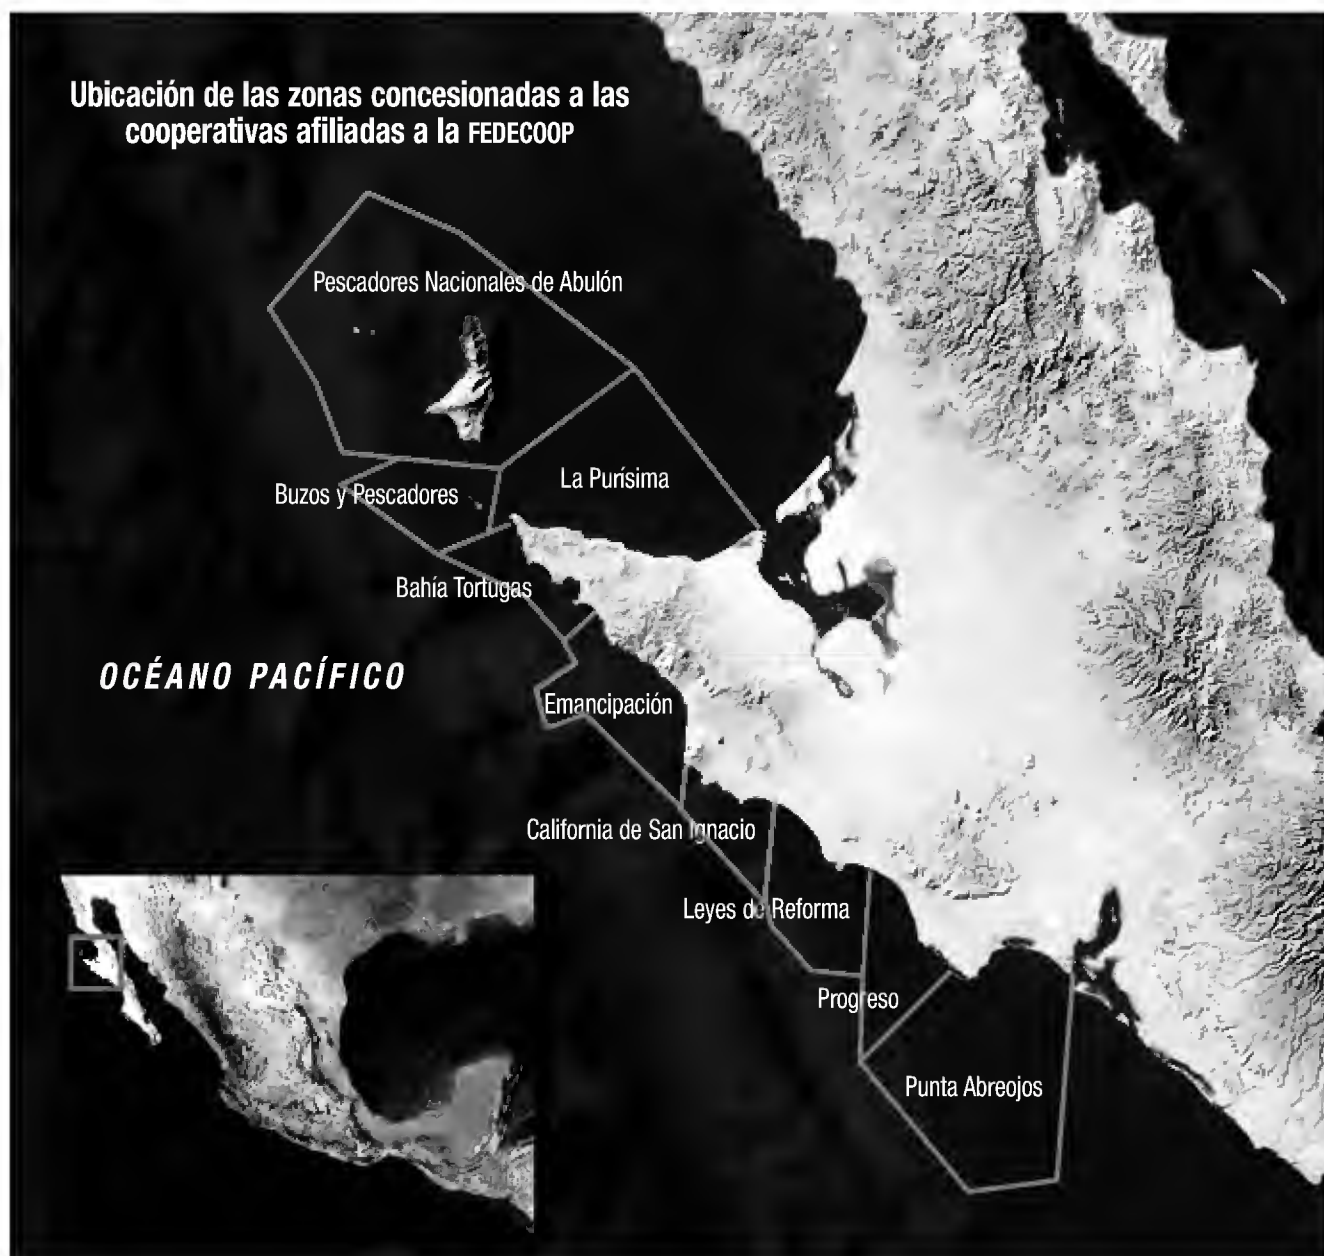 Ubicación de las zonas concesionadas a las
cooperativas afiliadas a la FEDECOOP
Pescadores Nacionales de Abulón
La Purísima
Buzos y Pescadores
Bahía Tortugas
OCÉANO PACÍFICO
Emancipación
California de San Ignacio
Leyes de Reforma
Progreso
Punta Abreojos